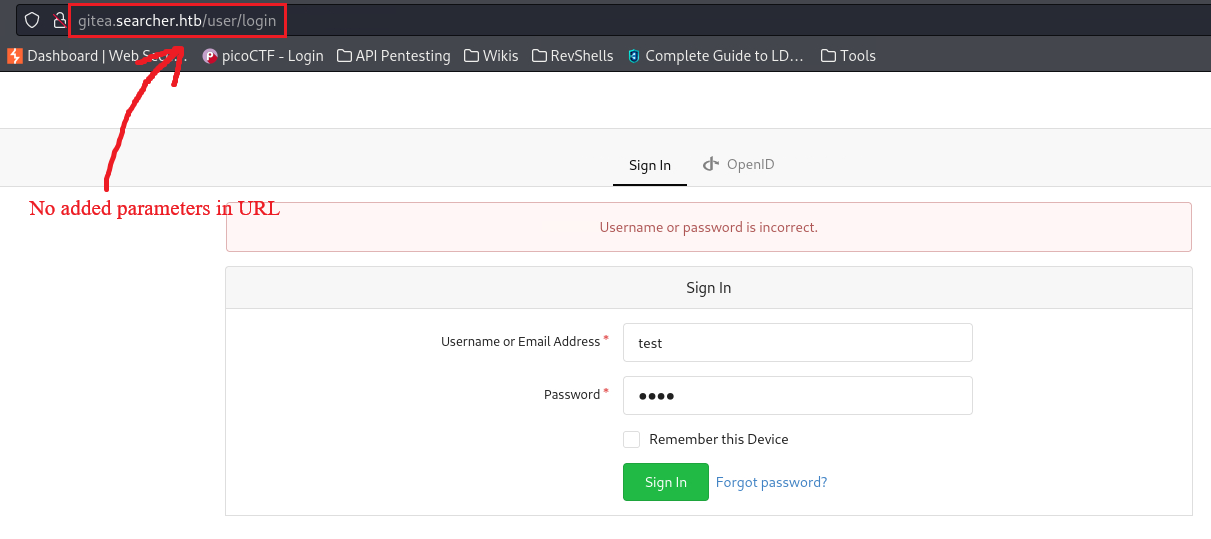 gitea.searcher.htb/user/login
Dashboard | Web Secu… picoCTF - Login API Pentesting Wikis RevShells Complete Guide to LD… Tools
Sign In OpenID
No added parameters in URL
Username or password is incorrect.
Sign In
Username or Email Address * test
Password * ●●●●
Remember this Device
Sign In Forgot password?